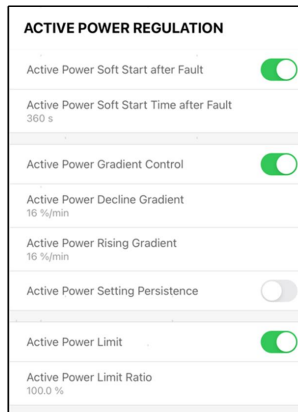 ACTIVE POWER REGULATION
Active Power Soft Start after Fault
Active Power Soft Start Time after Fault
360 s
Active Power Gradient Control
Active Power Decline Gradient
16 %/min
Active Power Rising Gradient
16 %/min
Active Power Setting Persistence
Active Power Limit
Active Power Limit Ratio
100.0 %